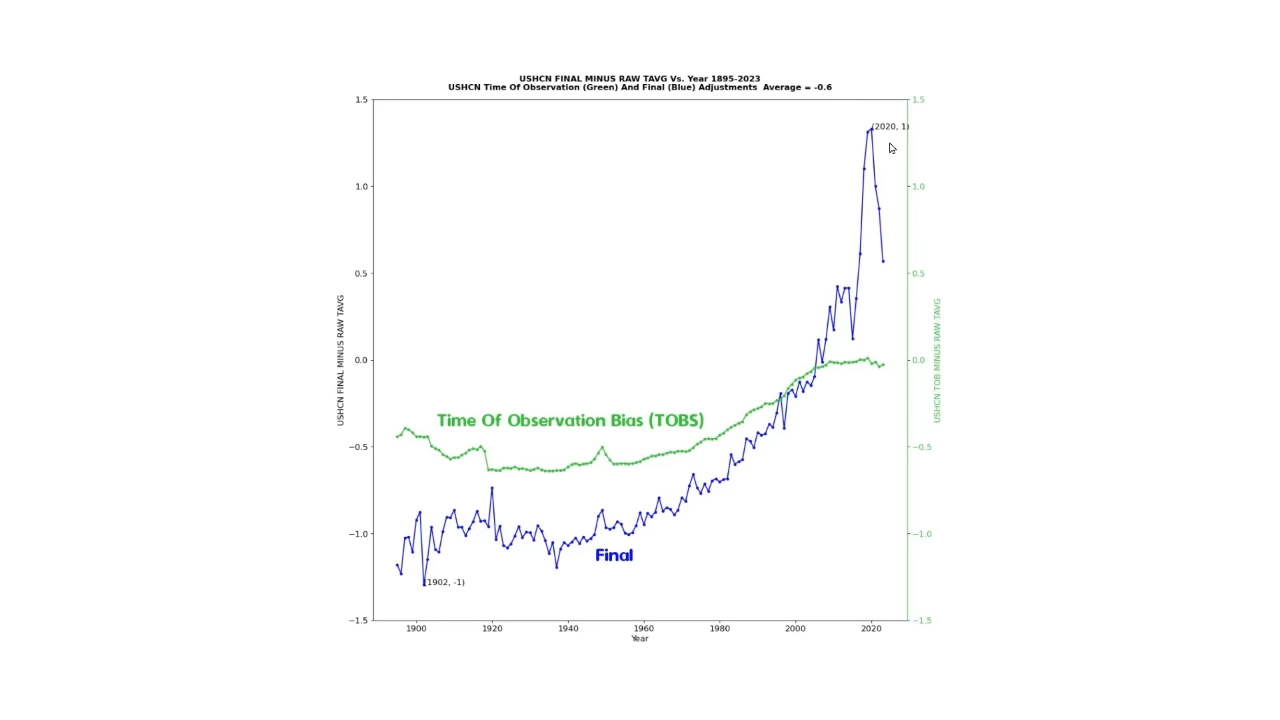 USHCN FINAL MINUS RAW TAVG Vs. Year 1895-2023
USHCN Time Of Observation (Green) And Final (Blue) Adjustments  Average = -0.6
1.5
1.0
0.5
0.0
−0.5
−1.0
−1.5
USHCN FINAL MINUS RAW TAVG
(2020, 1)
Time Of Observation Bias (TOBS)
Final
(1902, -1)
1.5
1.0
0.5
0.0
−0.5
−1.0
−1.5
USHCN TOB MINUS RAW TAVG
1900 1920 1940 1960 1980 2000 2020
Year